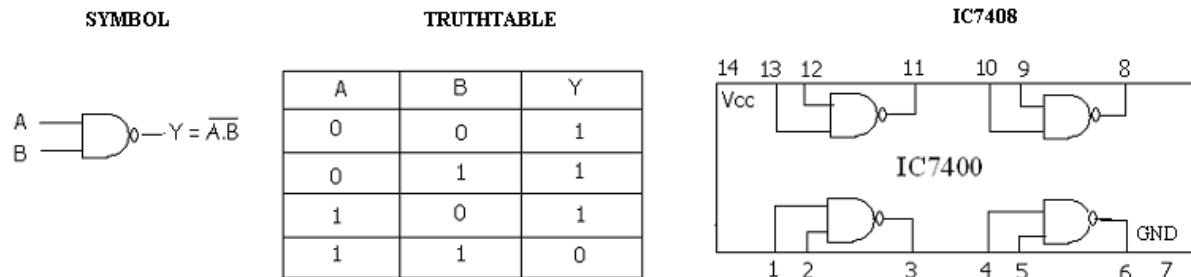 SYMBOL
A
B
Y = A.B
TRUTHTABLE
A B Y
0 0 1
0 1 1
1 0 1
1 1 0
IC7408
14 13 12 11 10 9 8
Vcc
IC7400
GND
1 2 3 4 5 6 7